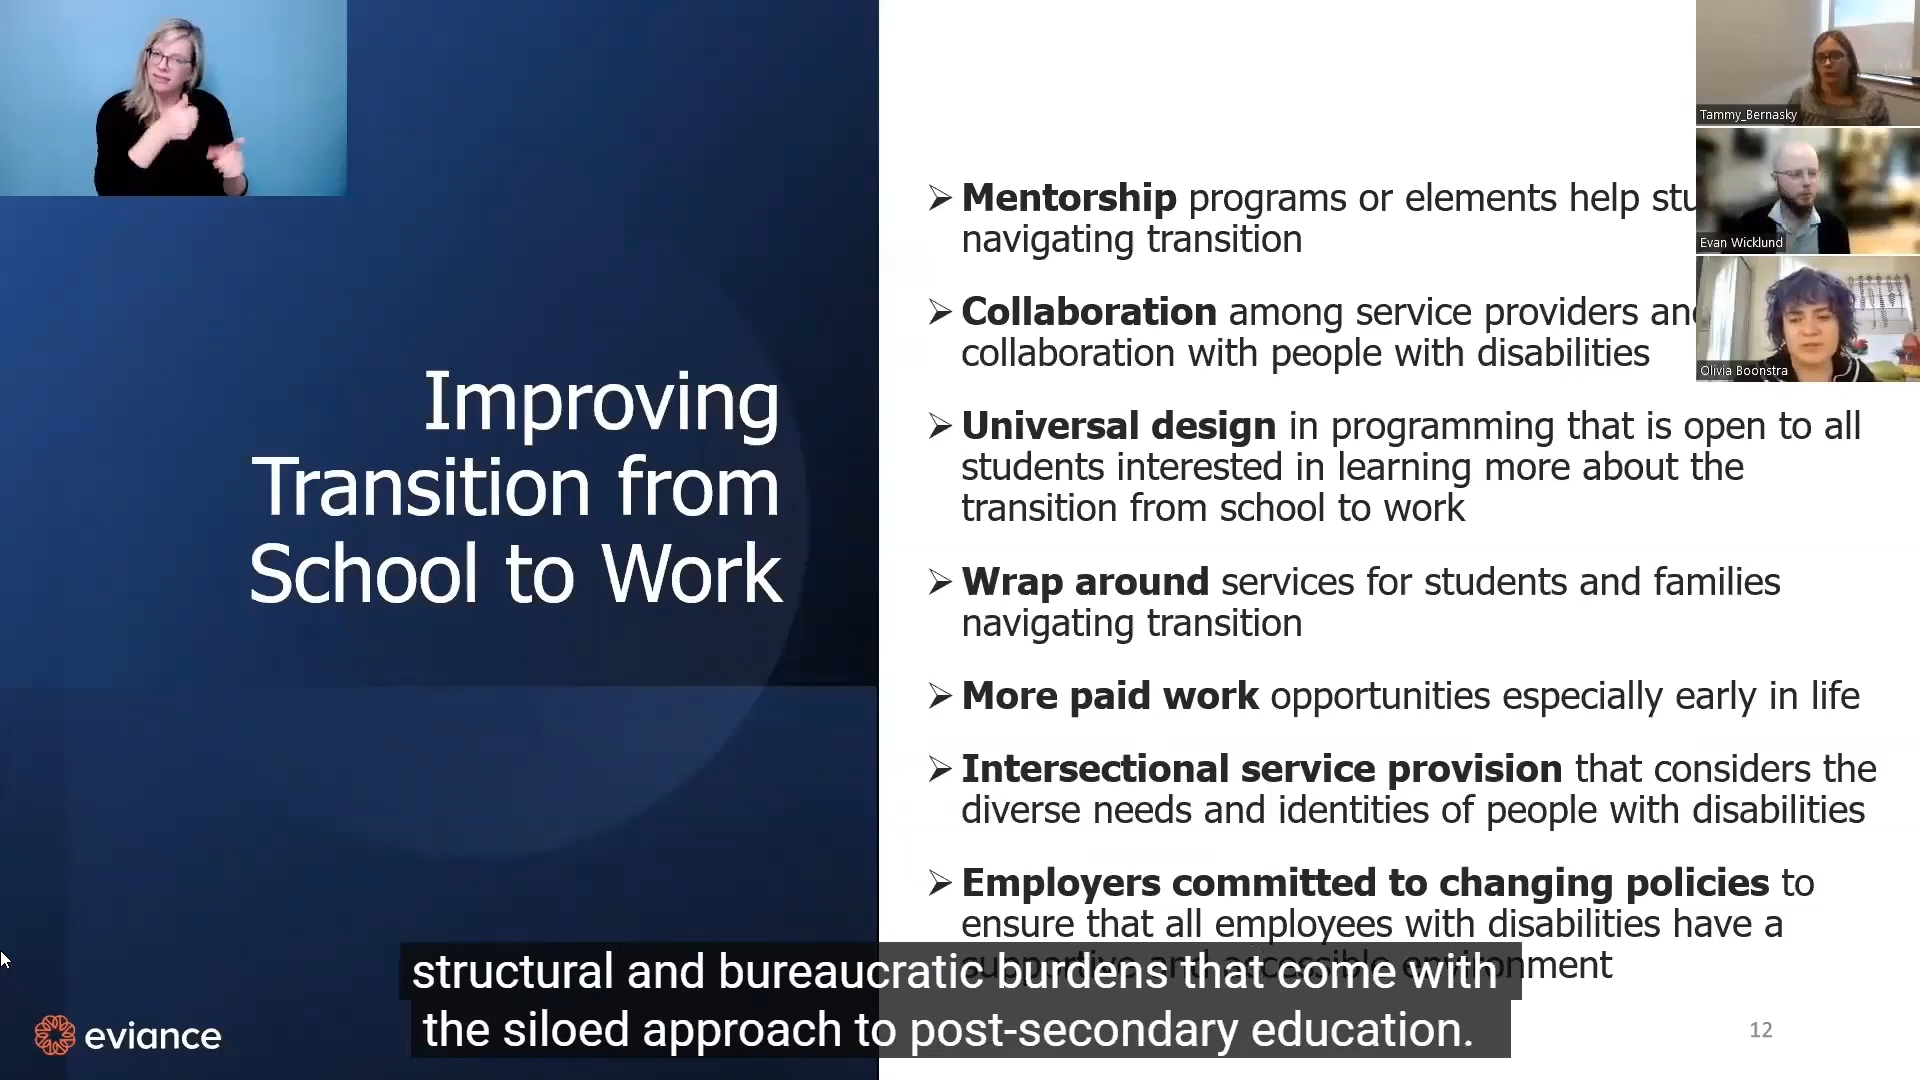 Improving
Transition from
School to Work
➢ Mentorship programs or elements help stu
navigating transition
➢ Collaboration among service providers an
collaboration with people with disabilities
➢ Universal design in programming that is open to all
students interested in learning more about the
transition from school to work
➢ Wrap around services for students and families
navigating transition
➢ More paid work opportunities especially early in life
➢ Intersectional service provision that considers the
diverse needs and identities of people with disabilities
➢ Employers committed to changing policies to
ensure that all employees with disabilities have a
supportive and accessible environment
structural and bureaucratic burdens that come with
the siloed approach to post-secondary education.
eviance
12
Tammy_Bernasky
Evan Wicklund
Olivia Boonstra